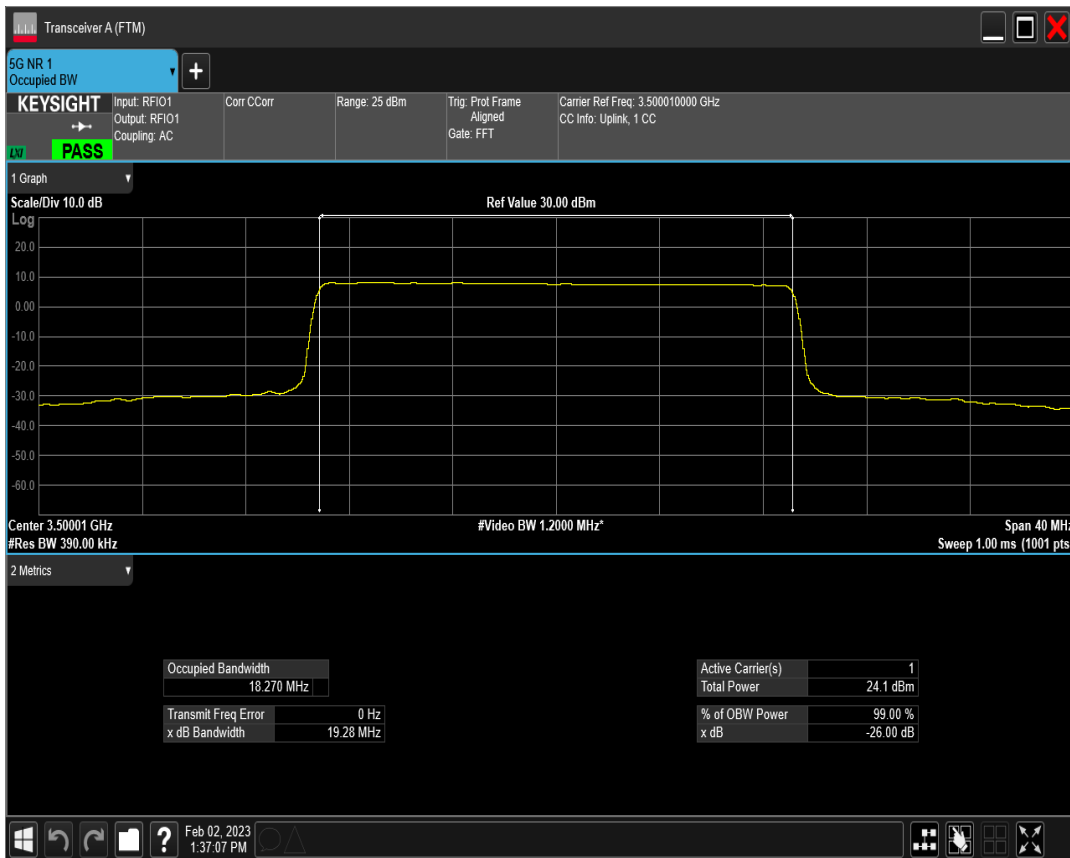 Transceiver A (FTM)
5G NR 1
Occupied BW
+
KEYSIGHT
LXI
PASS
Input: RFIO1
Output: RFIO1
Coupling: AC
Corr CCorr
Range: 25 dBm
Trig: Prot Frame
Aligned
Gate: FFT
Carrier Ref Freq: 3.500010000 GHz
CC Info: Uplink, 1 CC
1 Graph
Scale/Div 10.0 dB
Ref Value 30.00 dBm
Log
20.0
10.0
0.00
-10.0
-20.0
-30.0
-40.0
-50.0
-60.0
Center 3.50001 GHz
#Video BW 1.2000 MHz*
Span 40 MHz
#Res BW 390.00 kHz
Sweep 1.00 ms (1001 pts
2 Metrics
Occupied Bandwidth
18.270 MHz
Transmit Freq Error 0 Hz
x dB Bandwidth 19.28 MHz
Active Carrier(s) 1
Total Power 24.1 dBm
% of OBW Power 99.00 %
x dB -26.00 dB
?
Feb 02, 2023
1:37:07 PM